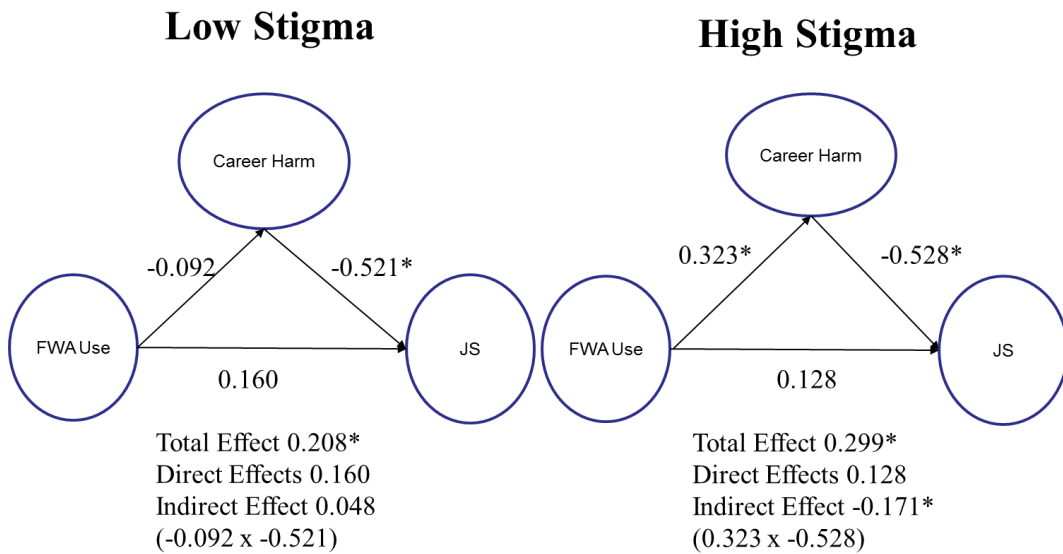 Low Stigma
Career Harm
-0.092
-0.521*
FWA Use
JS
0.160
Total Effect 0.208*
Direct Effects 0.160
Indirect Effect 0.048
(-0.092 x -0.521)
High Stigma
Career Harm
0.323*
-0.528*
FWA Use
JS
0.128
Total Effect 0.299*
Direct Effects 0.128
Indirect Effect -0.171*
(0.323 x -0.528)